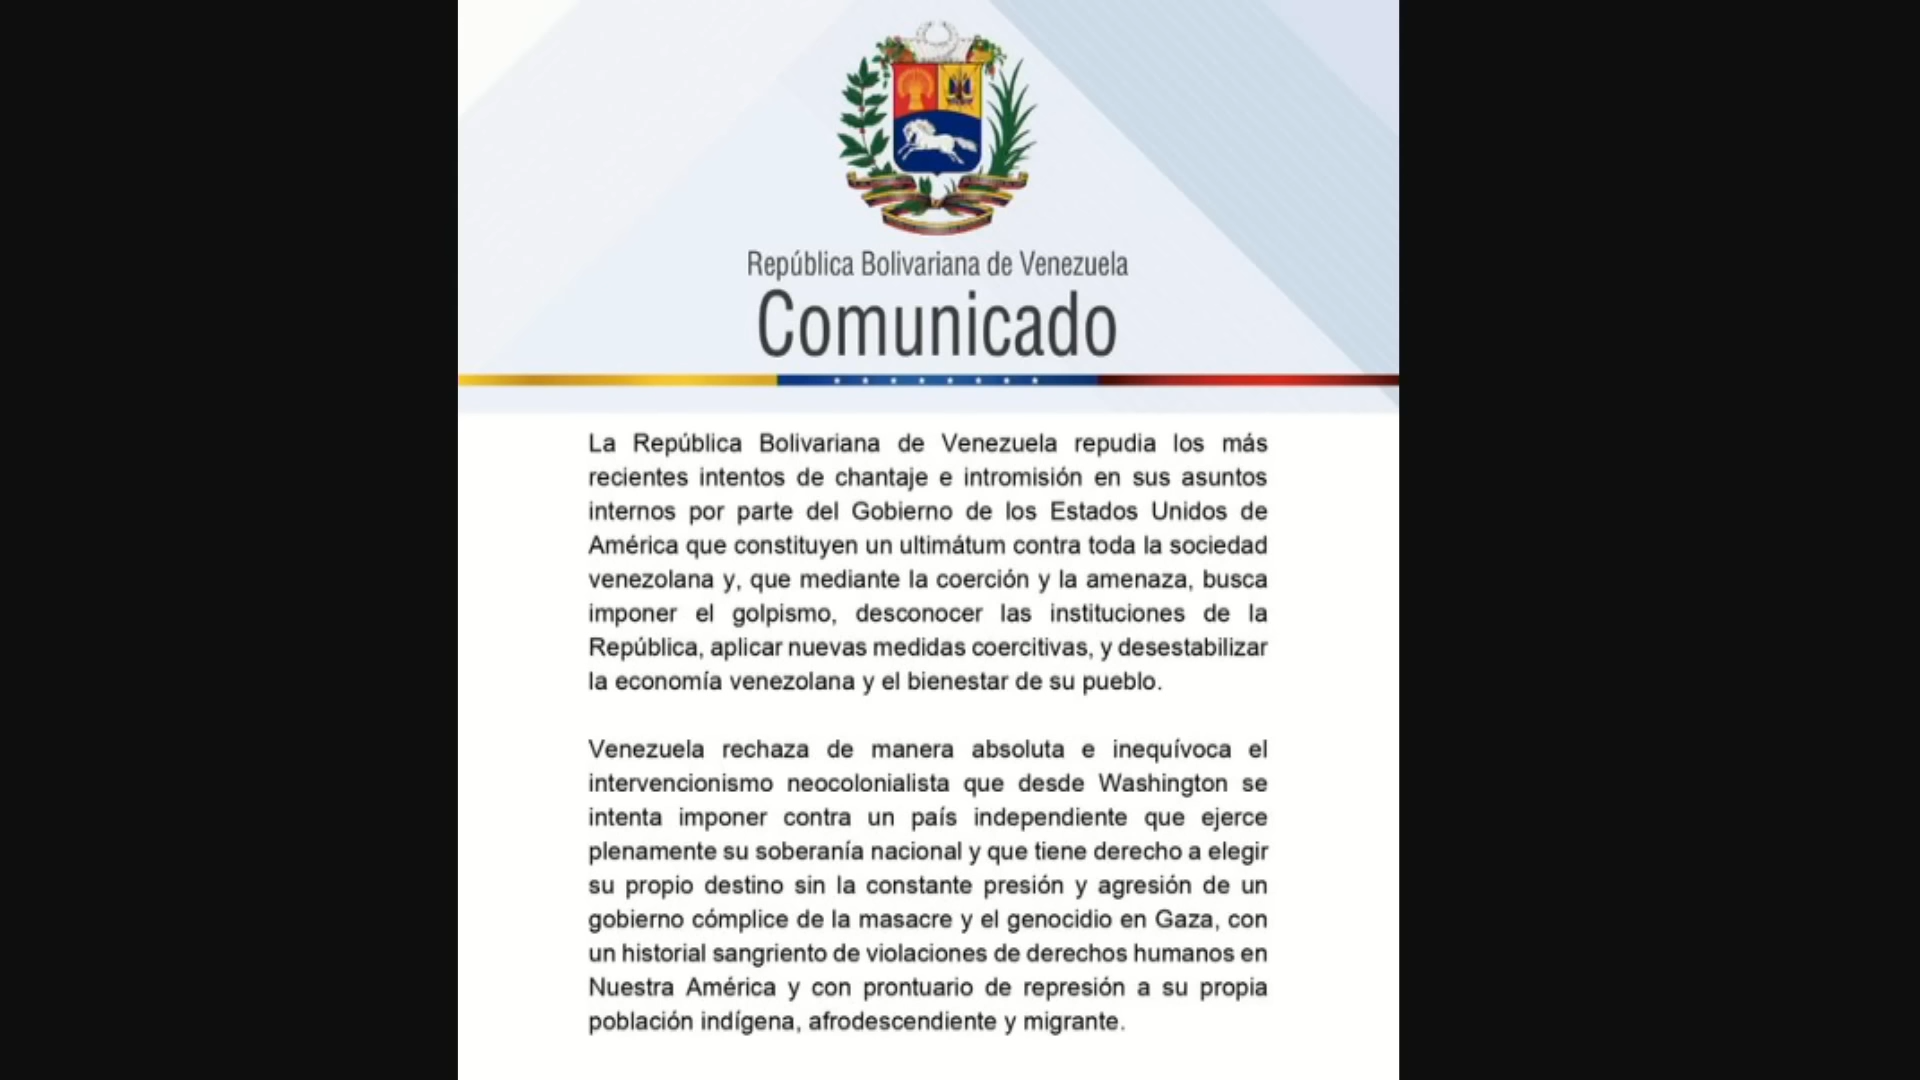 República Bolivariana de Venezuela
Comunicado
La República Bolivariana de Venezuela repudia los más
recientes intentos de chantaje e intromisión en sus asuntos
internos por parte del Gobierno de los Estados Unidos de
América que constituyen un ultimátum contra toda la sociedad
venezolana y, que mediante la coerción y la amenaza, busca
imponer el golpismo, desconocer las instituciones de la
República, aplicar nuevas medidas coercitivas, y desestabilizar
la economía venezolana y el bienestar de su pueblo.
Venezuela rechaza de manera absoluta e inequívoca el
intervencionismo neocolonialista que desde Washington se
intenta imponer contra un país independiente que ejerce
plenamente su soberanía nacional y que tiene derecho a elegir
su propio destino sin la constante presión y agresión de un
gobierno cómplice de la masacre y el genocidio en Gaza, con
un historial sangriento de violaciones de derechos humanos en
Nuestra América y con prontuario de represión a su propia
población indígena, afrodescendiente y migrante.